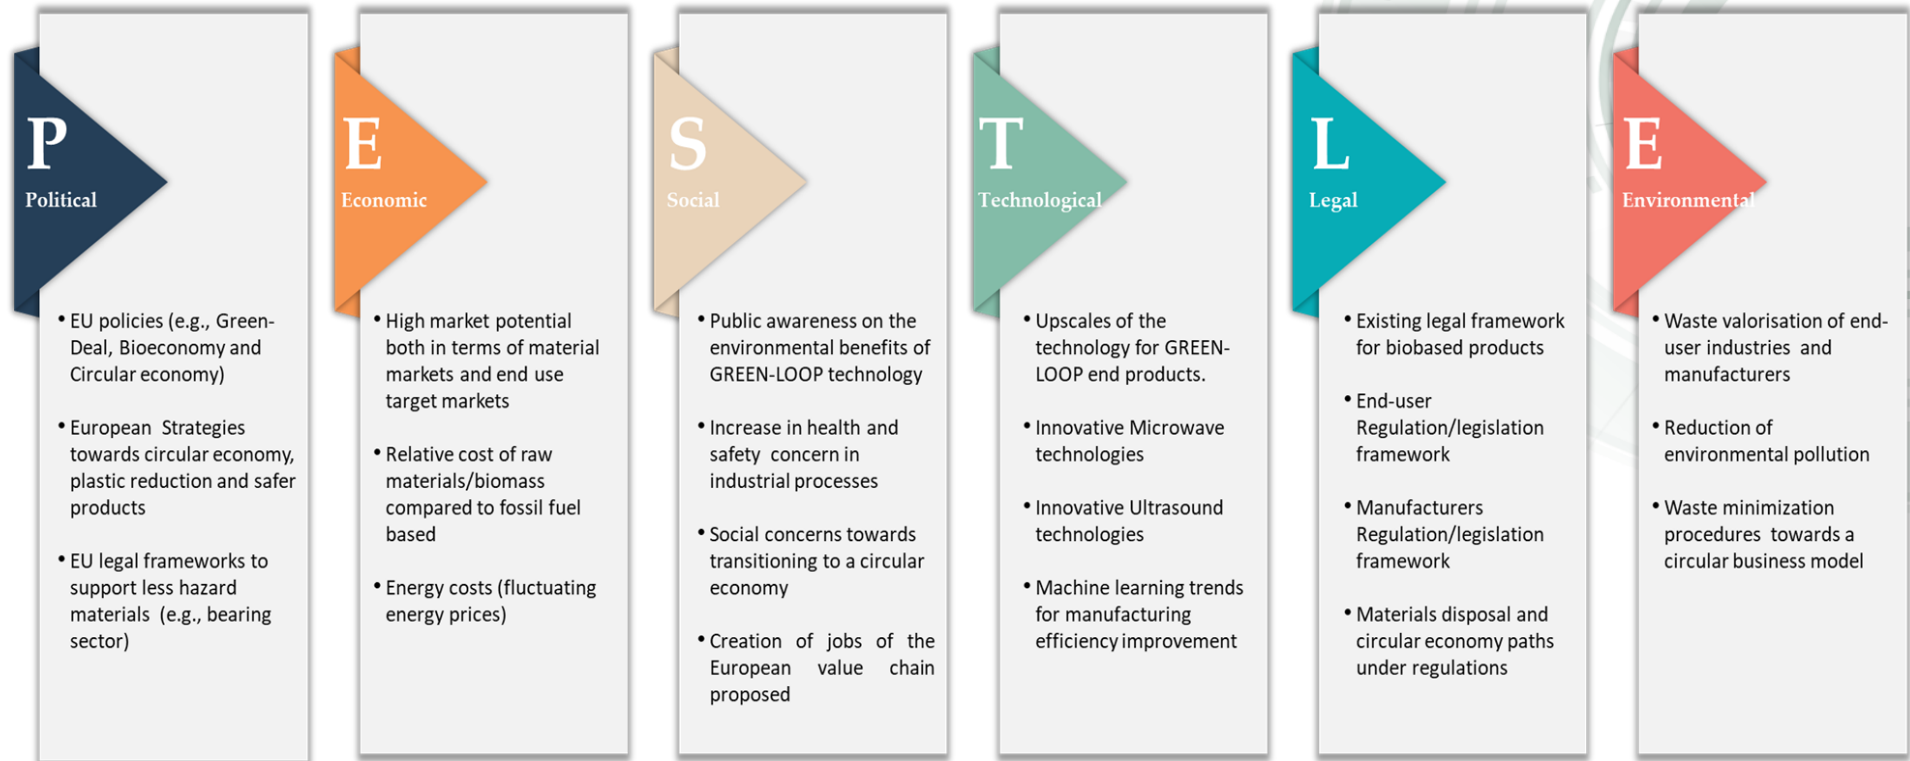 P
Political
• EU policies (e.g., Green-
Deal, Bioeconomy and
Circular economy)
• European Strategies
towards circular economy,
plastic reduction and safer
products
• EU legal frameworks to
support less hazard
materials (e.g., bearing
sector)
E
Economic
• High market potential
both in terms of material
markets and end use
target markets
• Relative cost of raw
materials/biomass
compared to fossil fuel
based
• Energy costs (fluctuating
energy prices)
S
Social
• Public awareness on the
environmental benefits of
GREEN-LOOP technology
• Increase in health and
safety concern in
industrial processes
• Social concerns towards
transitioning to a circular
economy
• Creation of jobs of the
European value chain
proposed
T
Technological
• Upscales of the
technology for GREEN-
LOOP end products.
• Innovative Microwave
technologies
• Innovative Ultrasound
technologies
• Machine learning trends
for manufacturing
efficiency improvement
L
Legal
• Existing legal framework
for biobased products
• End-user
Regulation/legislation
framework
• Manufacturers
Regulation/legislation
framework
• Materials disposal and
circular economy paths
under regulations
E
Environmental
• Waste valorisation of end-
user industries and
manufacturers
• Reduction of
environmental pollution
• Waste minimization
procedures towards a
circular business model